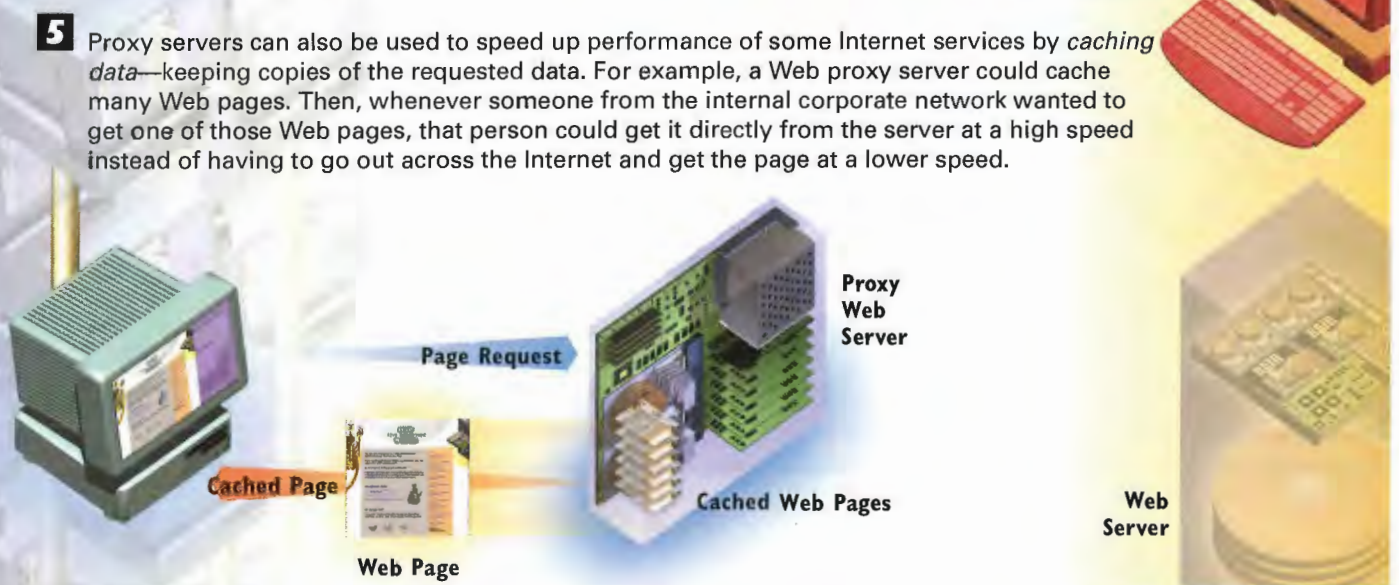 5 Proxy servers can also be used to speed up performance of some Internet services by caching
data—keeping copies of the requested data. For example, a Web proxy server could cache
many Web pages. Then, whenever someone from the internal corporate network wanted to
get one of those Web pages, that person could get it directly from the server at a high speed
instead of having to go out across the Internet and get the page at a lower speed.
Proxy
Web
Server
Page Request
Cached Page
Cached Web Pages
Web
Server
Web Page